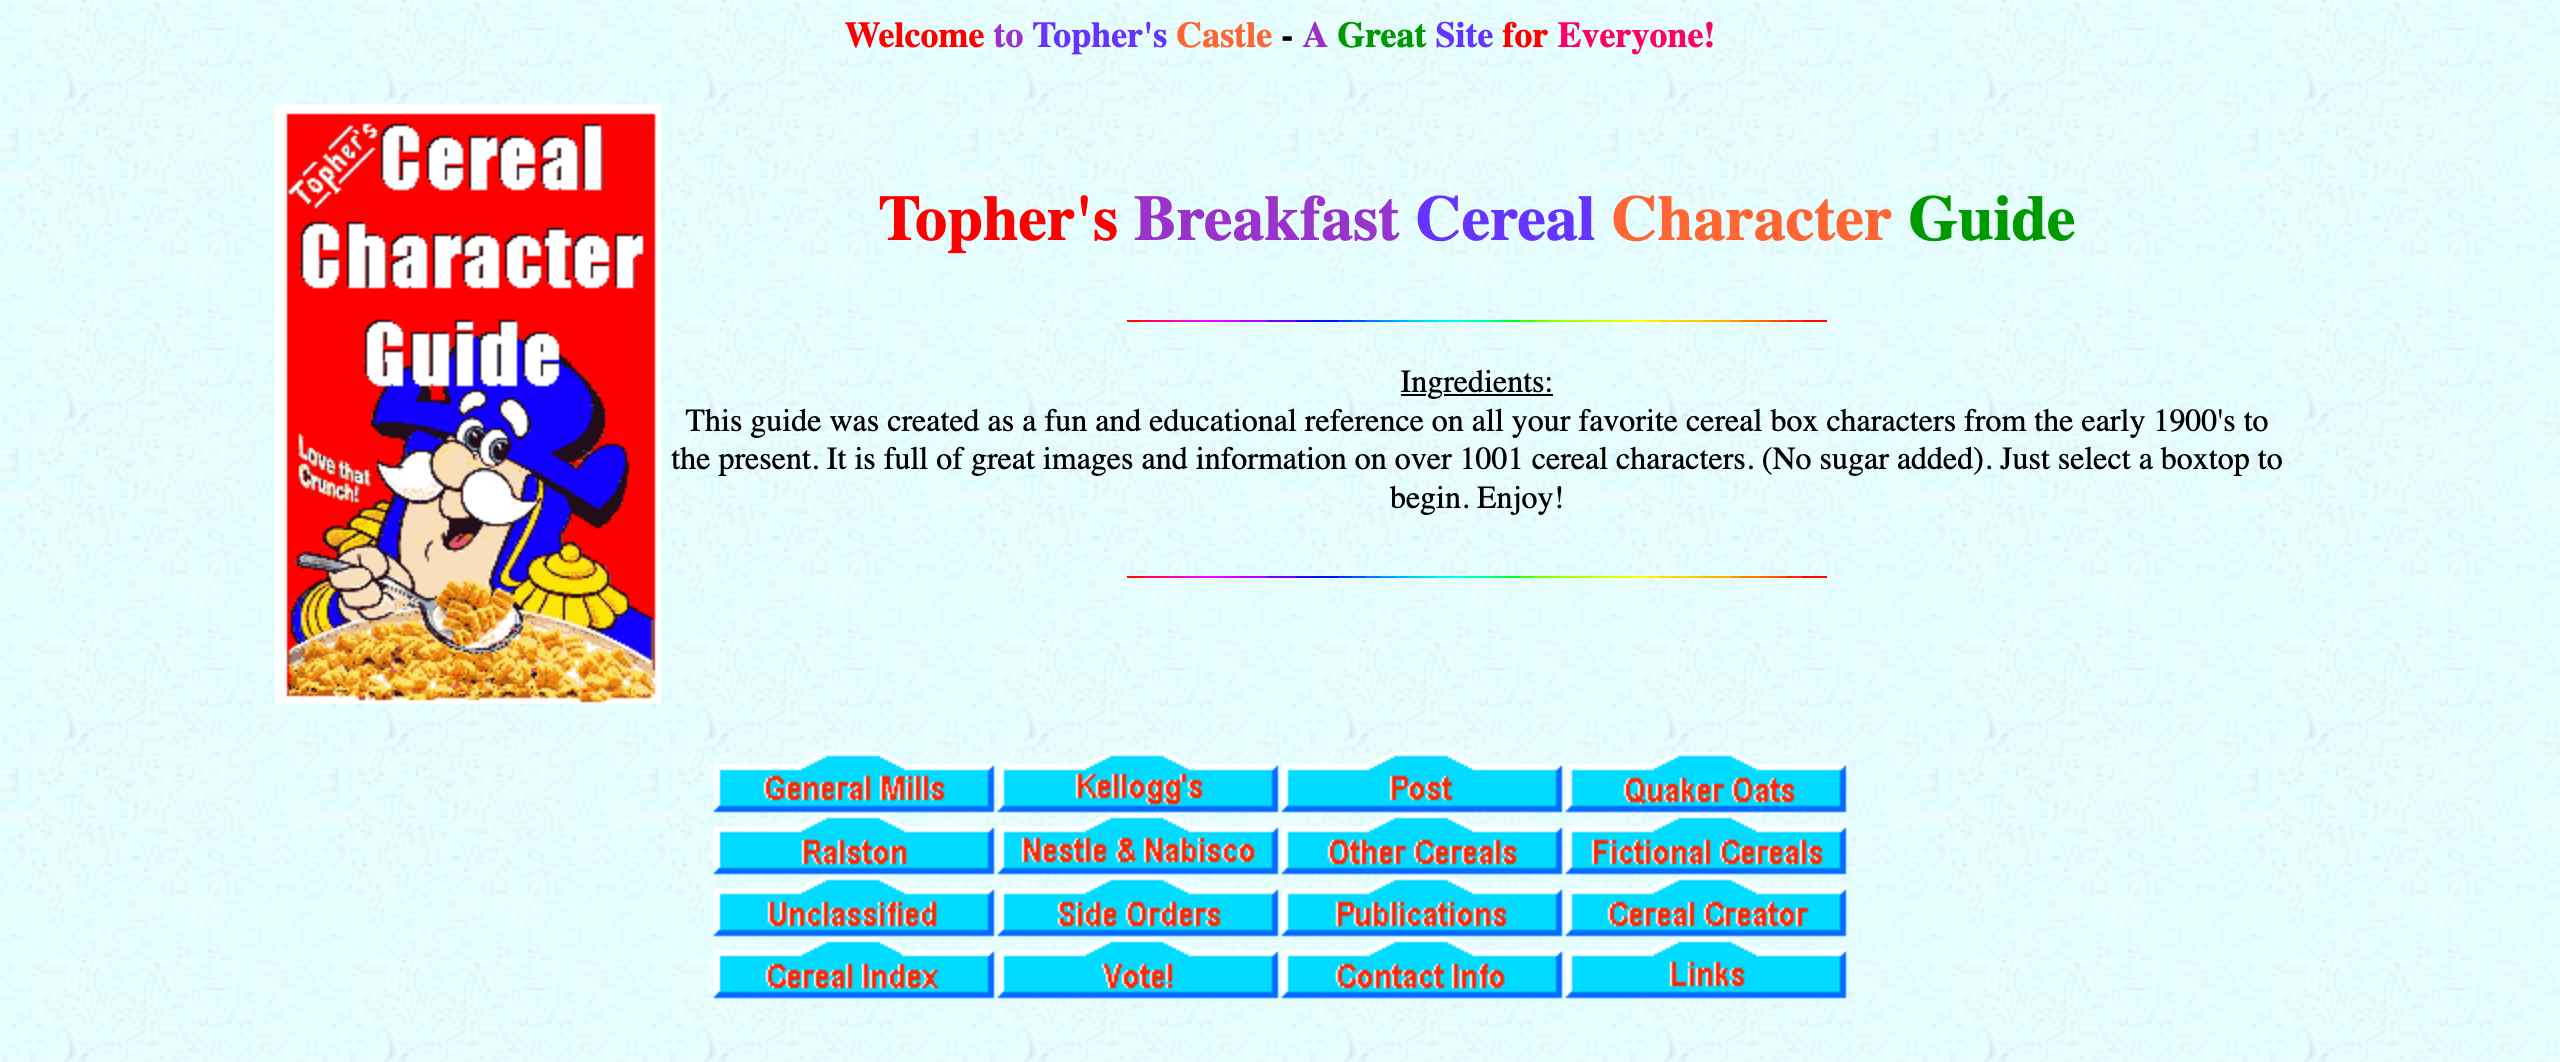 Welcome to Topher's Castle - A Great Site for Everyone!
Topher's
Cereal
Character
Guide
Love that
Crunch!
Topher's Breakfast Cereal Character Guide
Ingredients:
This guide was created as a fun and educational reference on all your favorite cereal box characters from the early 1900's to
the present. It is full of great images and information on over 1001 cereal characters. (No sugar added). Just select a boxtop to
begin. Enjoy!
General Mills Kellogg's Post Quaker Oats
Ralston Nestle & Nabisco Other Cereals Fictional Cereals
Unclassified Side Orders Publications Cereal Creator
Cereal Index Vote! Contact Info Links